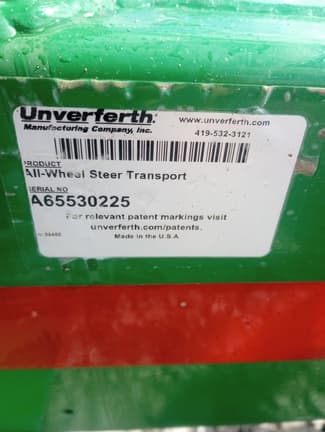 Unverferth
Manufacturing Company, Inc.
www.unverferth.com
419-532-3121
PRODUCT
All-Wheel Steer Transport
SERIAL NO
A65530225
For relevant patent markings visit
unverferth.com/patents.
Made in the U.S.A